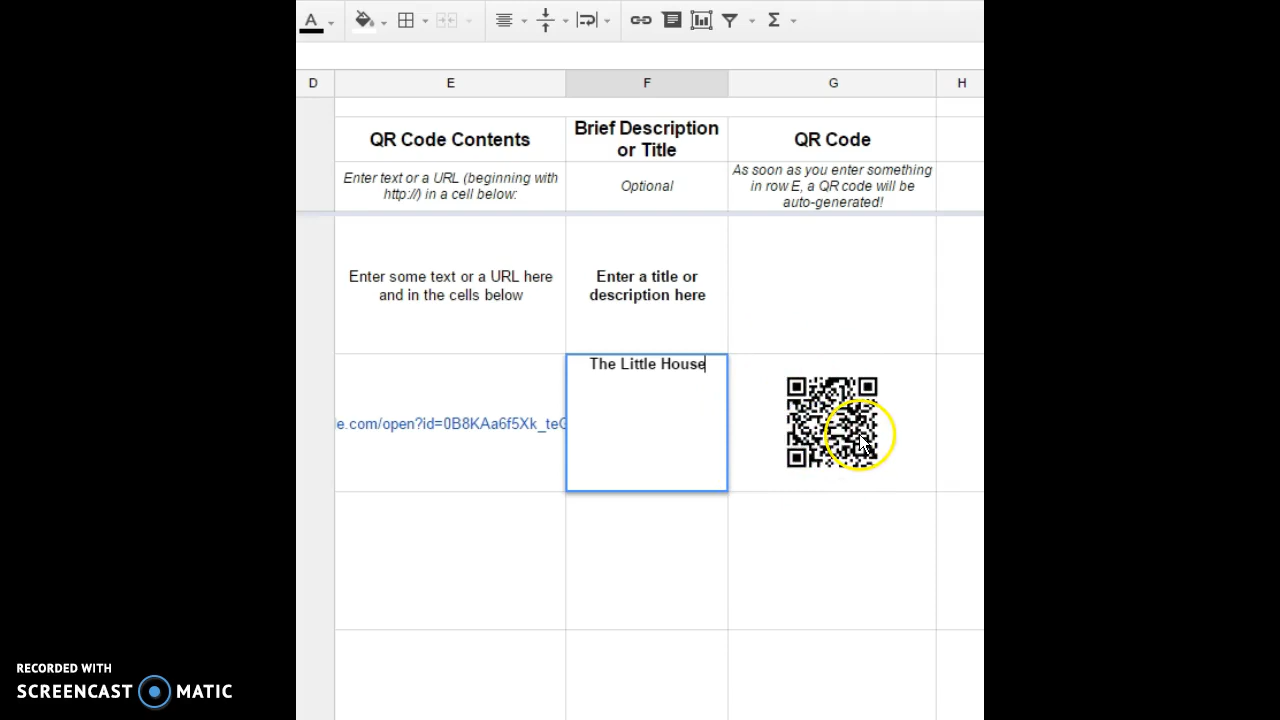 A
Σ
D E F G H
QR Code Contents
Brief Description
or Title
QR Code
Enter text or a URL (beginning with
http://) in a cell below:
Optional
As soon as you enter something
in row E, a QR code will be
auto-generated!
Enter some text or a URL here
and in the cells below
Enter a title or
description here
The Little House
le.com/open?id=0B8KAa6f5Xk_te
RECORDED WITH
SCREENCAST MATIC